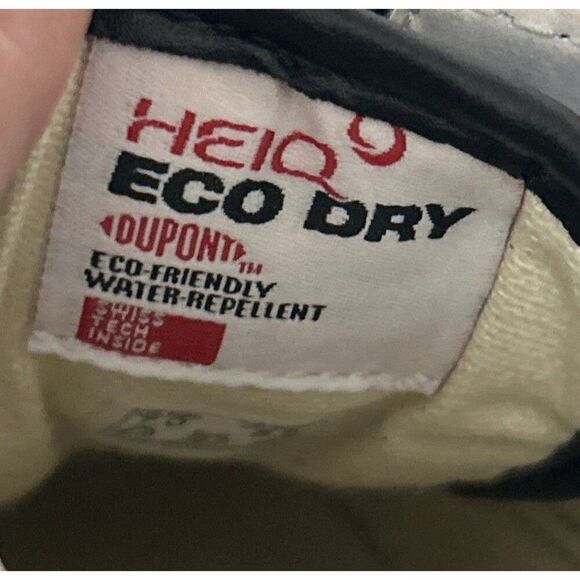 HEIQ
ECO DRY
DUPONT™
ECO-FRIENDLY
WATER-REPELLENT
SWISS
TECH
INSIDE